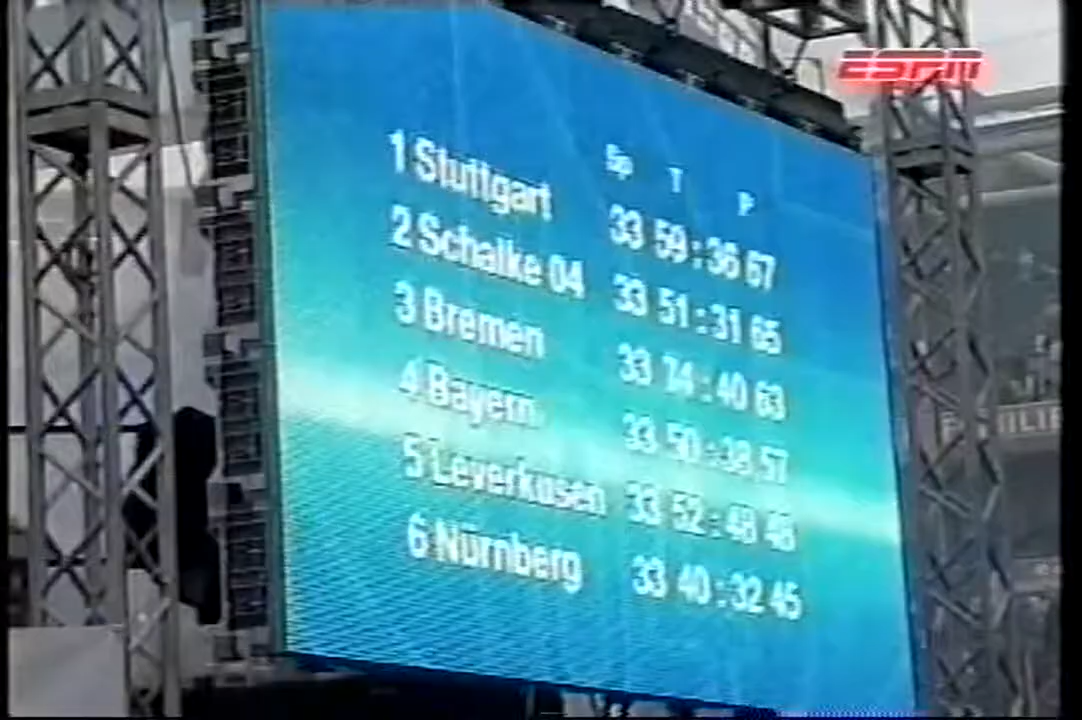 ESPN
Sp T P
1 Stuttgart 33 59:36 67
2 Schalke 04 33 51:31 65
3 Bremen 33 74:40 63
4 Bayern 33 50:38 57
5 Leverkusen 33 52:48 48
6 Nürnberg 33 40:32 45